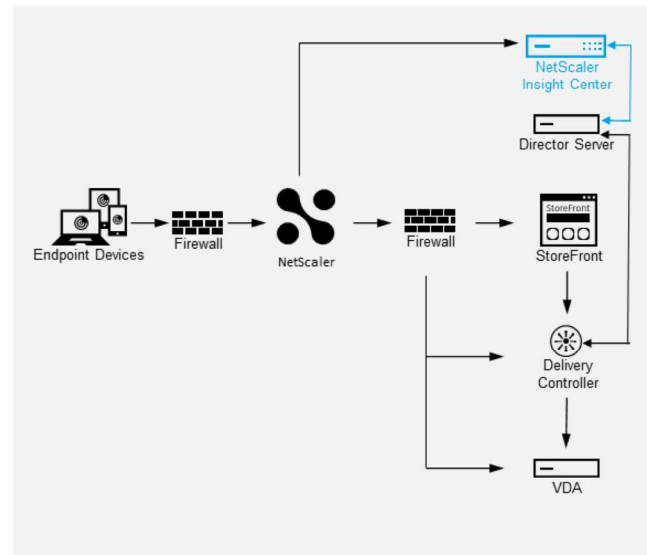 NetScaler
Insight Center
Director Server
Endpoint Devices
Firewall
NetScaler
Firewall
StoreFront
StoreFront
Delivery
Controller
VDA